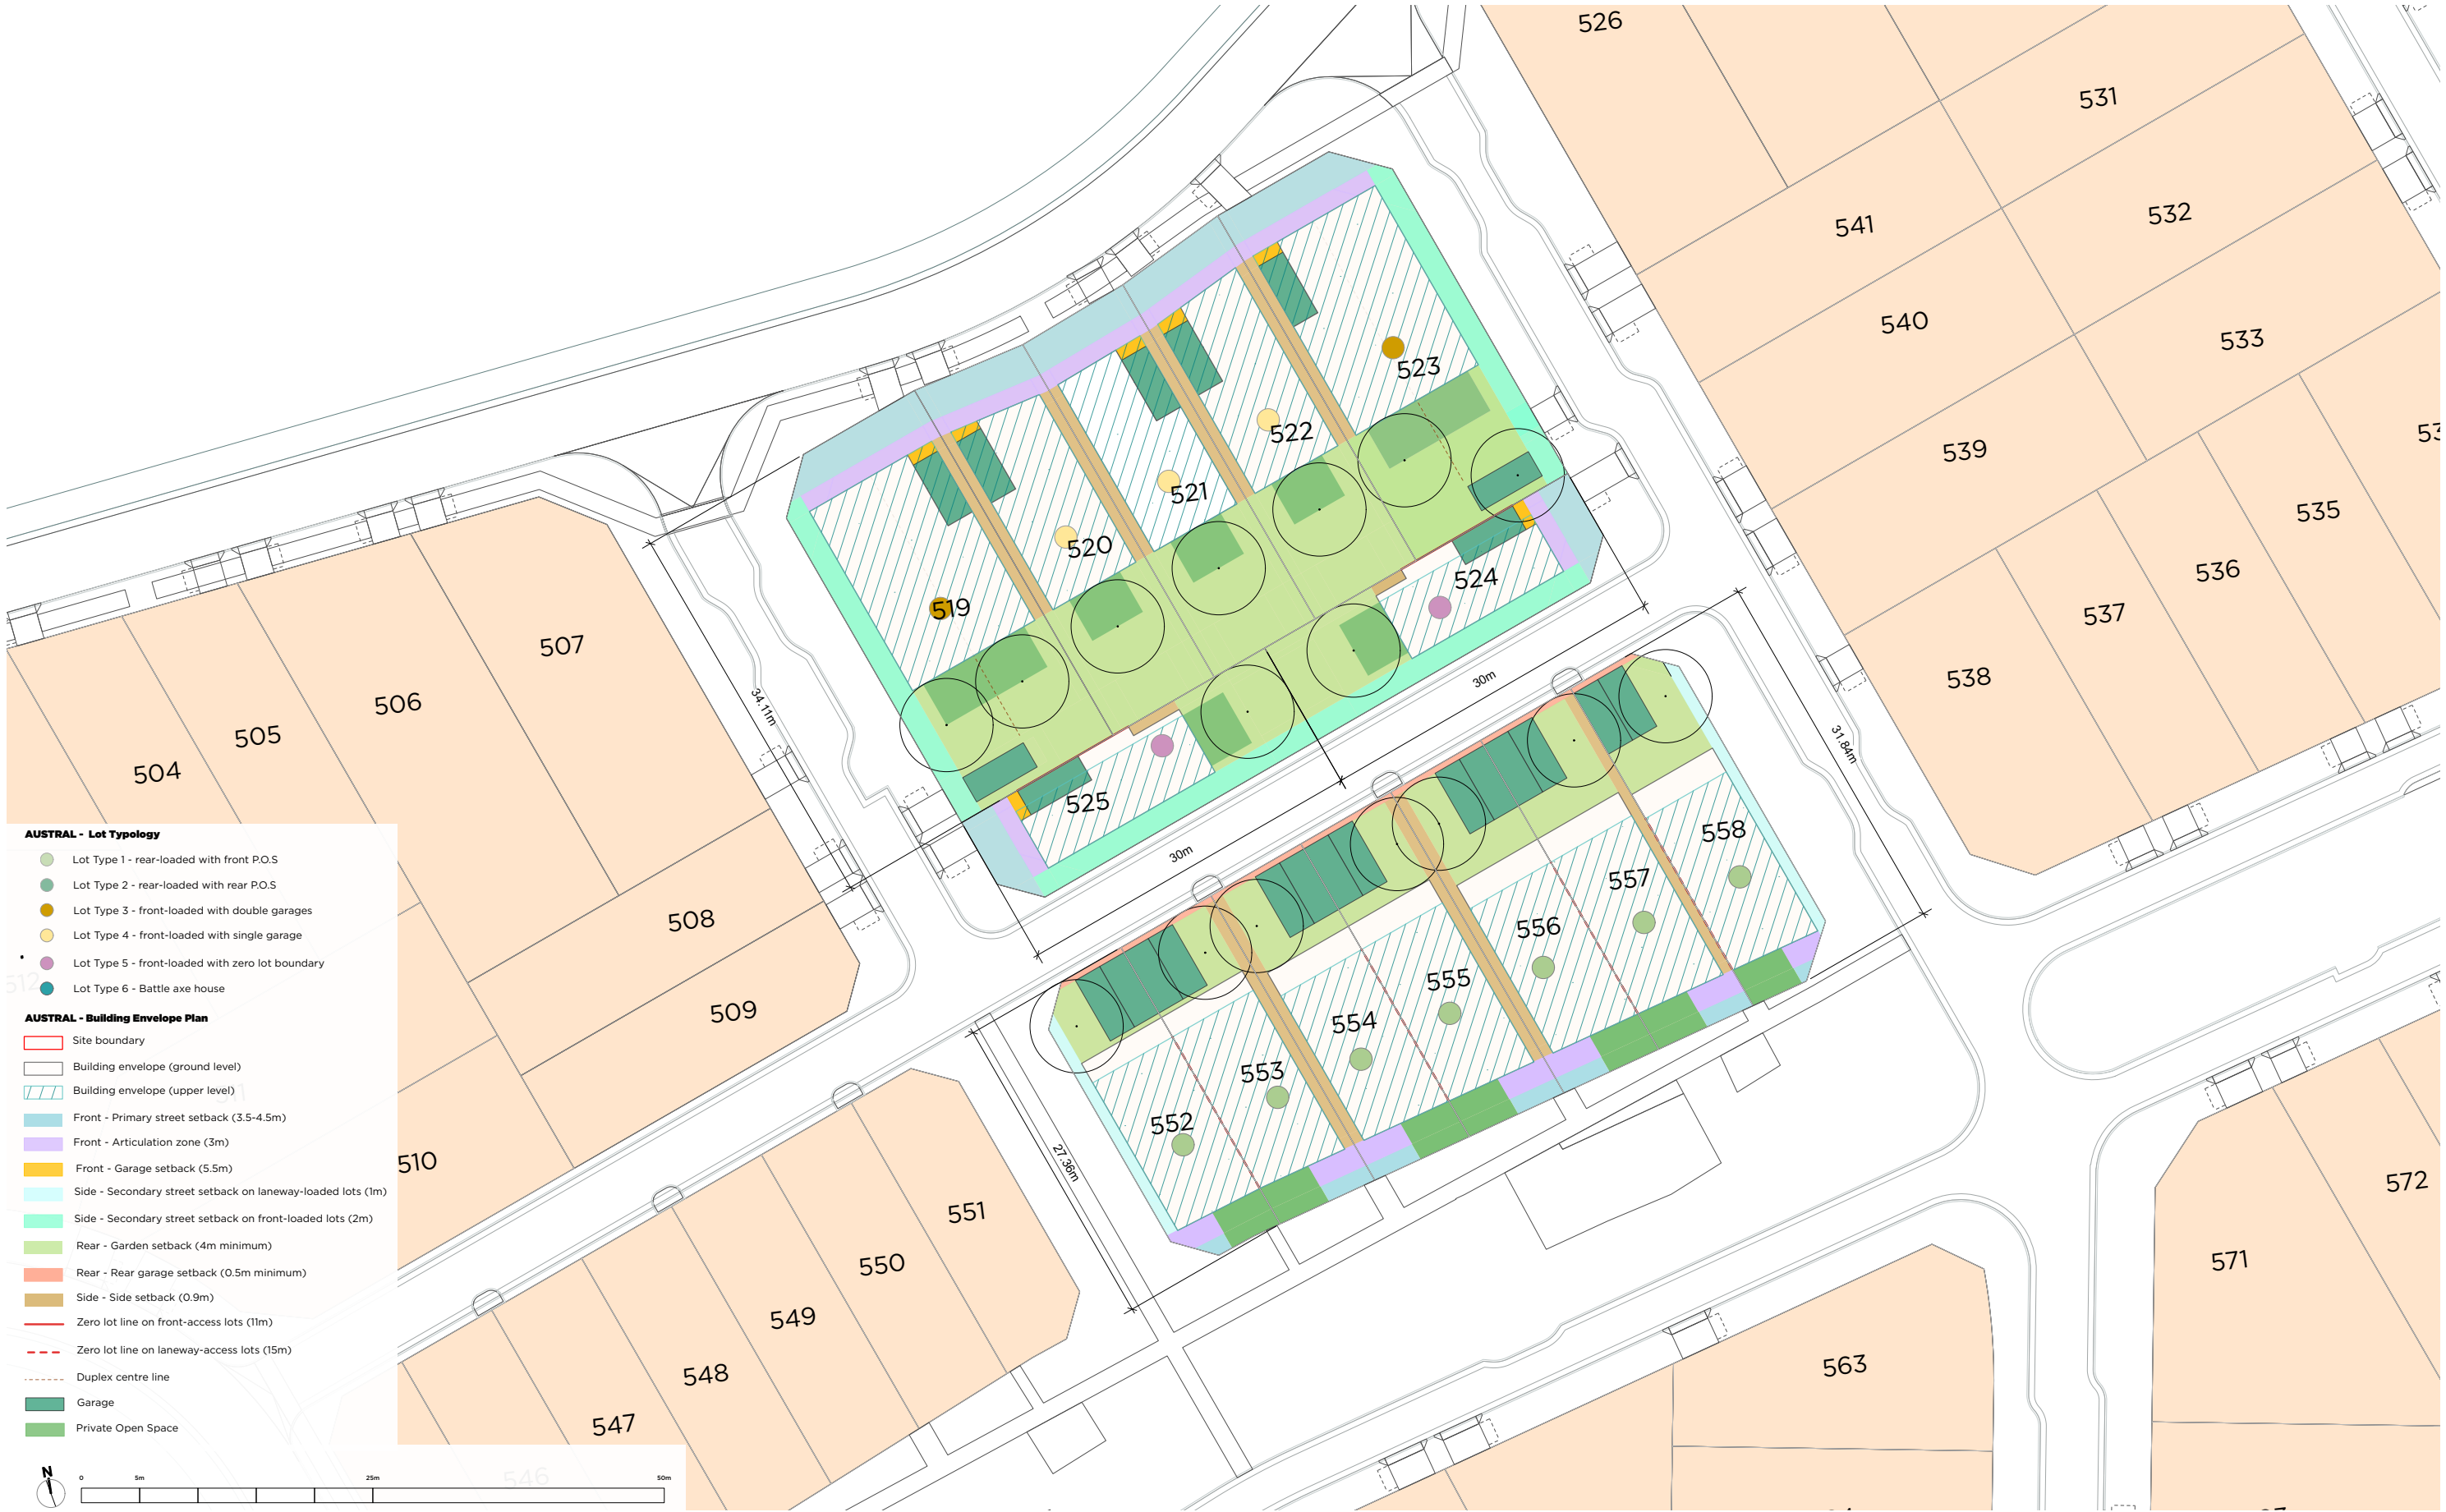 526
531
541
532
540
533
523
522
539
53
521
535
520
524
536
519
537
507
538
506
34.11m
30m
505
31.84m
504
525
558
30m
557
508
556
509
555
554
553
552
27.36m
510
551
550
549
548
547
546
512
511
572
571
563
AUSTRAL - Lot Typology
Lot Type 1 - rear-loaded with front P.O.S
Lot Type 2 - rear-loaded with rear P.O.S
Lot Type 3 - front-loaded with double garages
Lot Type 4 - front-loaded with single garage
Lot Type 5 - front-loaded with zero lot boundary
Lot Type 6 - Battle axe house
AUSTRAL - Building Envelope Plan
Site boundary
Building envelope (ground level)
Building envelope (upper level)
Front - Primary street setback (3.5-4.5m)
Front - Articulation zone (3m)
Front - Garage setback (5.5m)
Side - Secondary street setback on laneway-loaded lots (1m)
Side - Secondary street setback on front-loaded lots (2m)
Rear - Garden setback (4m minimum)
Rear - Rear garage setback (0.5m minimum)
Side - Side setback (0.9m)
Zero lot line on front-access lots (11m)
Zero lot line on laneway-access lots (15m)
Duplex centre line
Garage
Private Open Space
N
0 5m 25m 50m